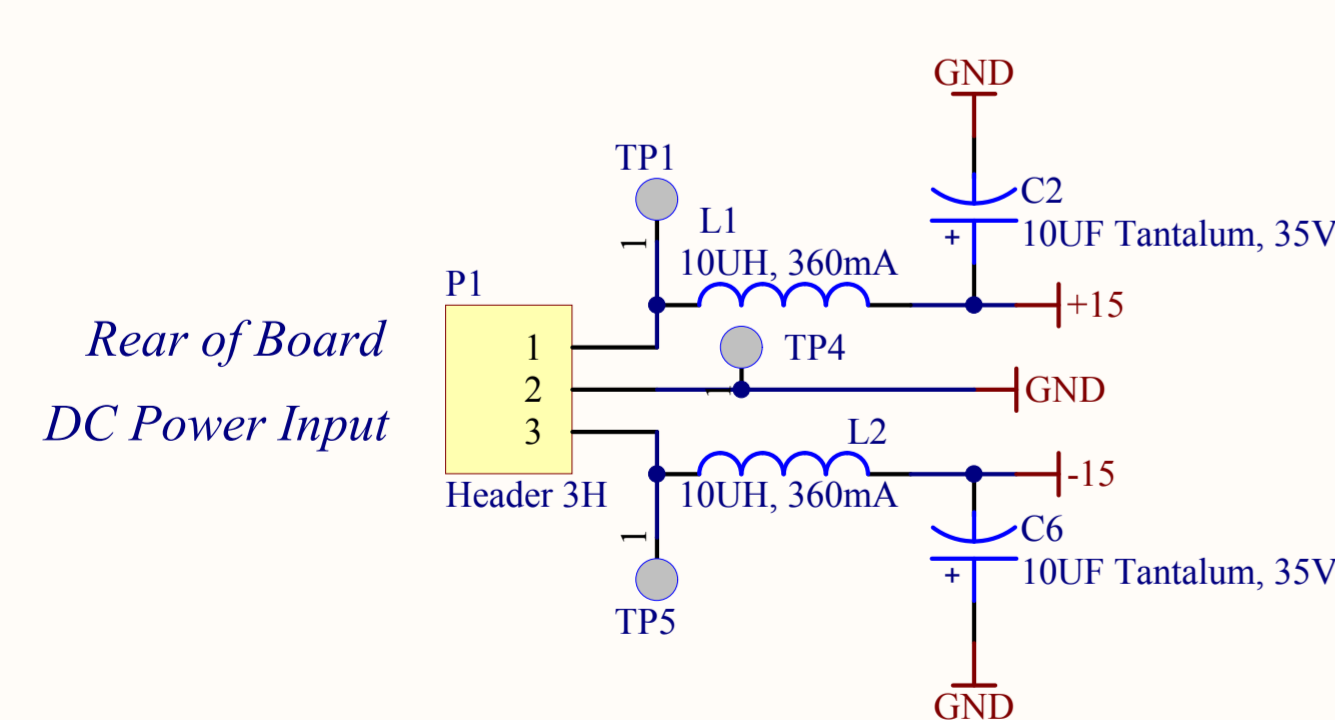 GND
TP1
1
L1
C2
+
10UF Tantalum, 35V
10UH, 360mA
P1
+15
Rear of Board
1
TP4
2
1
GND
DC Power Input
3
L2
-15
Header 3H
10UH, 360mA
1
C6
+
10UF Tantalum, 35V
TP5
GND